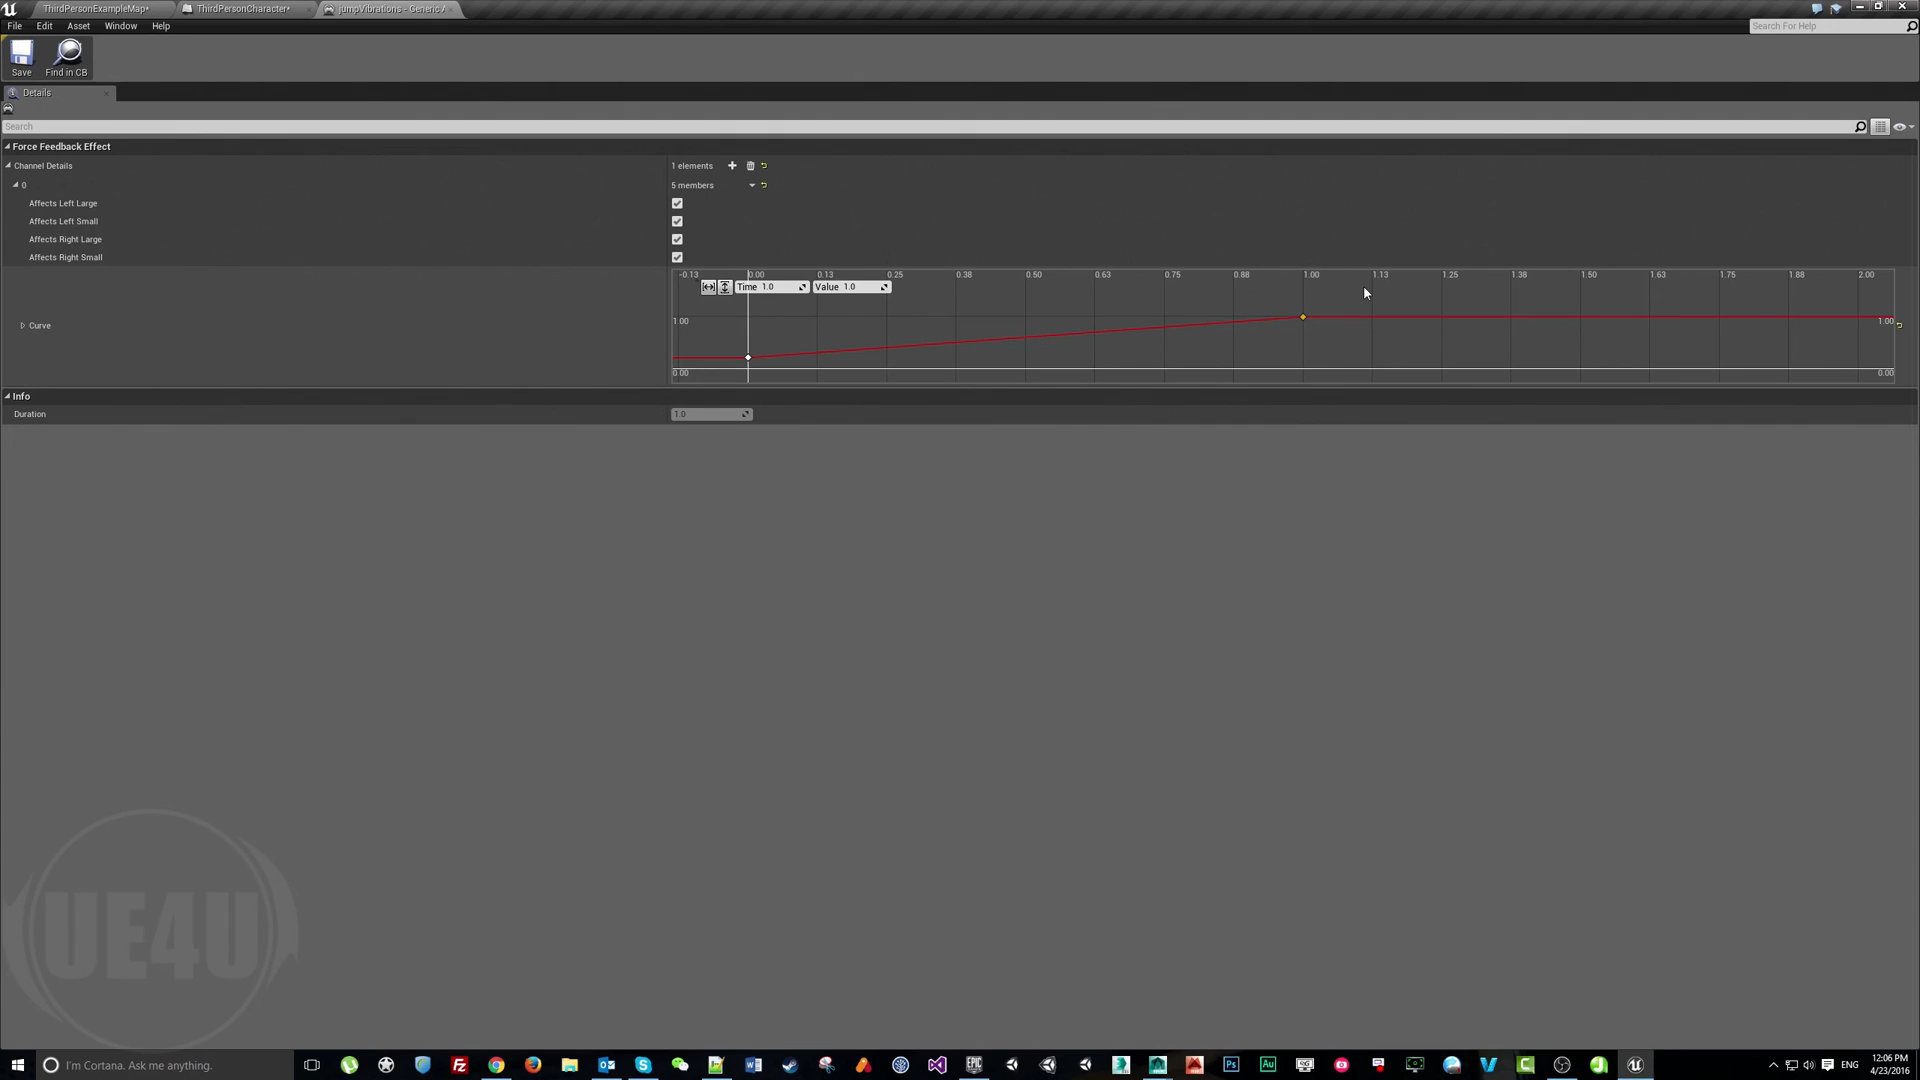 ThirdPersonExampleMap*
ThirdPersonCharacter*
jumpVibrations - Generic A
File Edit Asset Window Help
Search For Help
Save
Find in CB
Details
Search
Force Feedback Effect
Channel Details
1 elements
0
5 members
Affects Left Large
Affects Left Small
Affects Right Large
Affects Right Small
-0.13 0.00 0.13 0.25 0.38 0.50 0.63 0.75 0.88 1.00 1.13 1.25 1.38 1.50 1.63 1.75 1.88 2.00
Time 1.0 Value 1.0
1.00 1.00
Curve
0.00 0.00
Info
Duration
1.0
UE4U
I'm Cortana. Ask me anything.
EPIC
Ps
Au
ENG
12:06 PM
4/23/2016